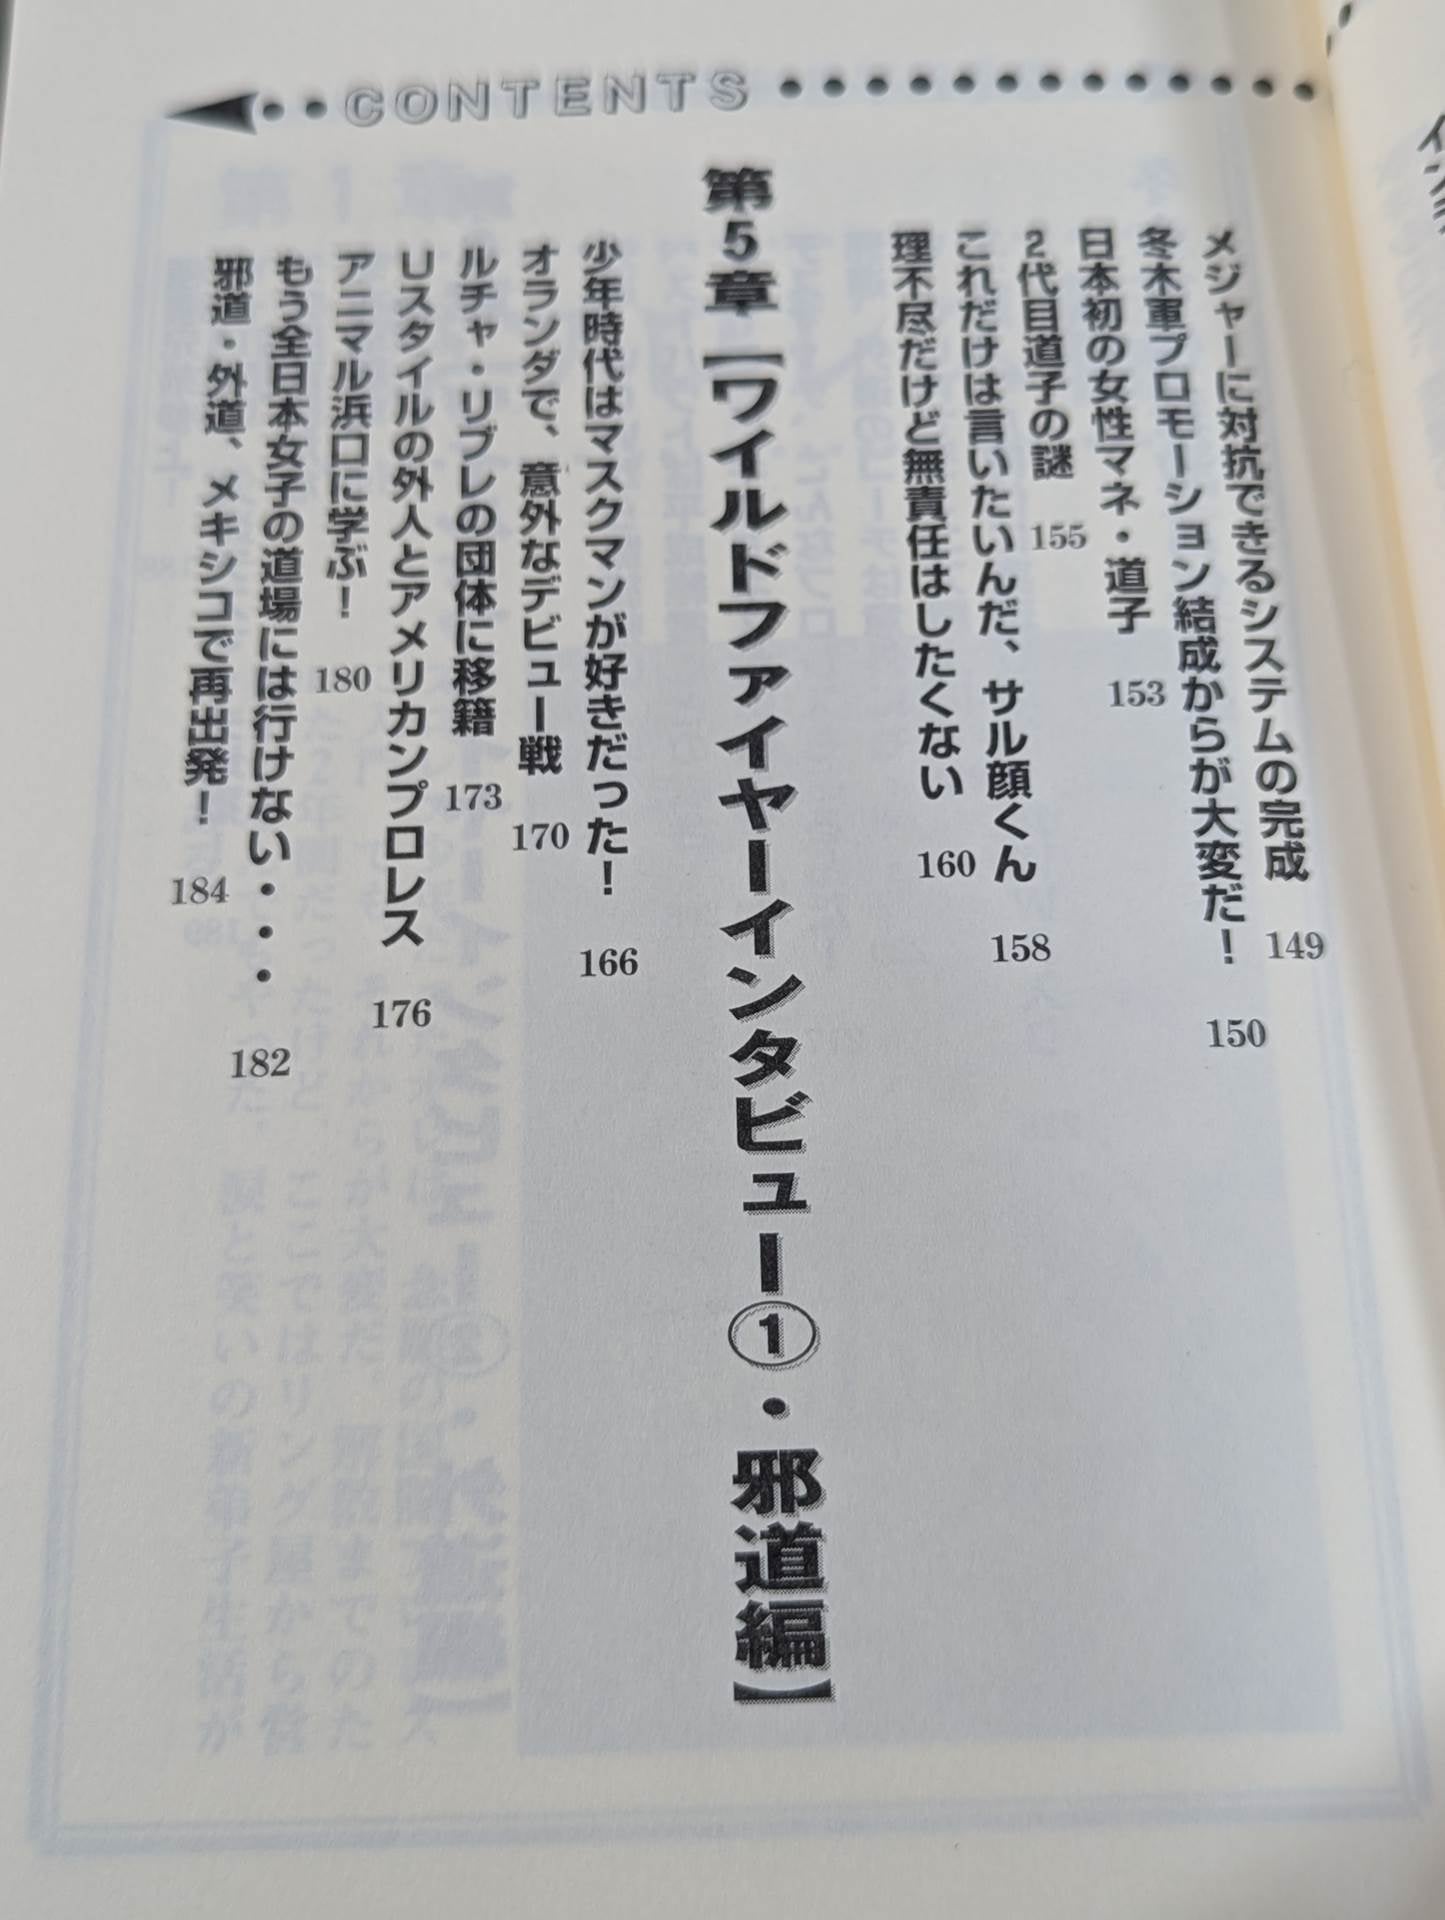 CONTENTS
メジャーに対抗できるシステムの完成 149
冬木軍プロモーション結成からが大変だ! 150
日本初の女性マネ・道子 153
2代目道子の謎 155
これだけは言いたいんだ、サル顔くん 158
理不尽だけど無責任はしたくない 160
第5章【ワイルドファイヤーインタビュー①・邪道編】
少年時代はマスクマンが好きだった! 166
オランダで、意外なデビュー戦 170
ルチャ・リブレの団体に移籍 173
Uスタイルの外人とアメリカンプロレス 176
アニマル浜口に学ぶ! 180
もう全日本女子の道場には行けない・・・ 182
邪道・外道、メキシコで再出発! 184